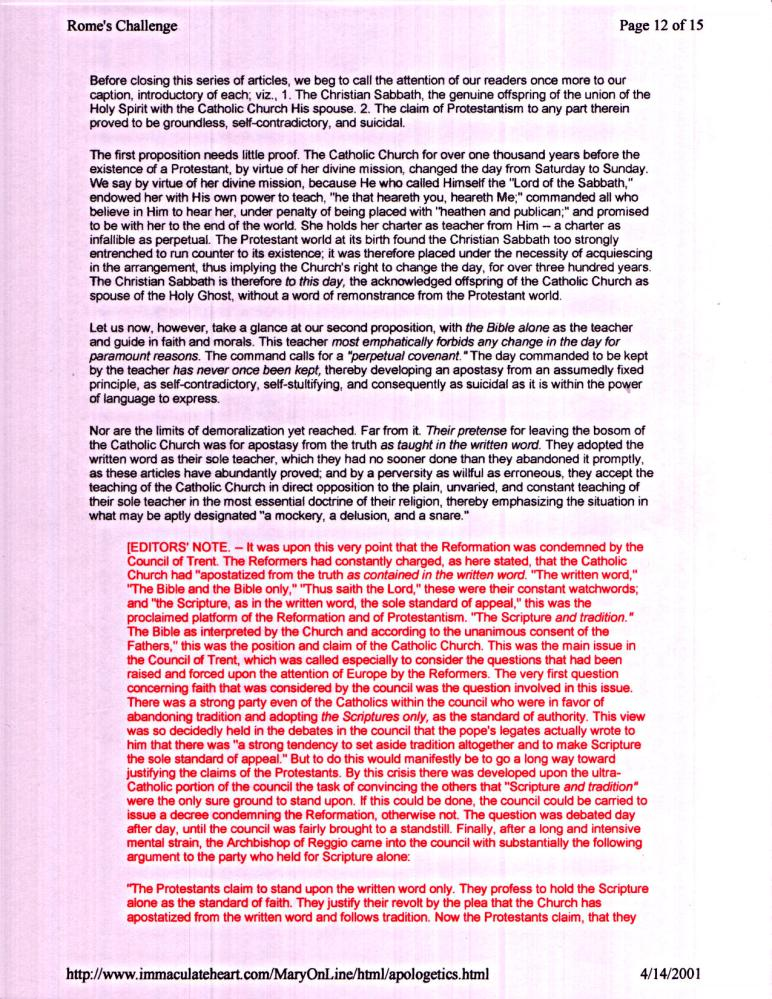 Rome's Challenge
Page 12 of 15
Before closing this series of articles, we beg to call the attention of our readers once more to our
caption, introductory of each; viz., 1. The Christian Sabbath, the genuine offspring of the union of the
Holy Spirit with the Catholic Church His spouse. 2. The claim of Protestantism to any part therein
proved to be groundless, self-contradictory, and suicidal.
The first proposition needs little proof. The Catholic Church for over one thousand years before the
existence of a Protestant, by virtue of her divine mission, changed the day from Saturday to Sunday.
We say by virtue of her divine mission, because He who called Himself the "Lord of the Sabbath,"
endowed her with His own power to teach, "he that heareth you, heareth Me;" commanded all who
believe in Him to hear her, under penalty of being placed with "heathen and publican;" and promised
to be with her to the end of the world. She holds her charter as teacher from Him -- a charter as
infallible as perpetual. The Protestant world at its birth found the Christian Sabbath too strongly
entrenched to run counter to its existence; it was therefore placed under the necessity of acquiescing
in the arrangement, thus implying the Church's right to change the day, for over three hundred years.
The Christian Sabbath is therefore to this day, the acknowledged offspring of the Catholic Church as
spouse of the Holy Ghost, without a word of remonstrance from the Protestant world.
Let us now, however, take a glance at our second proposition, with the Bible alone as the teacher
and guide in faith and morals. This teacher most emphatically forbids any change in the day for
paramount reasons. The command calls for a "perpetual covenant." The day commanded to be kept
by the teacher has never once been kept, thereby developing an apostasy from an assumedly fixed
principle, as self-contradictory, self-stultifying, and consequently as suicidal as it is within the power
of language to express.
Nor are the limits of demoralization yet reached. Far from it. Their pretense for leaving the bosom of
the Catholic Church was for apostasy from the truth as taught in the written word. They adopted the
written word as their sole teacher, which they had no sooner done than they abandoned it promptly,
as these articles have abundantly proved; and by a perversity as willful as erroneous, they accept the
teaching of the Catholic Church in direct opposition to the plain, unvaried, and constant teaching of
their sole teacher in the most essential doctrine of their religion, thereby emphasizing the situation in
what may be aptly designated "a mockery, a delusion, and a snare."
[EDITORS' NOTE. -- It was upon this very point that the Reformation was condemned by the
Council of Trent. The Reformers had constantly charged, as here stated, that the Catholic
Church had "apostatized from the truth as contained in the written word. "The written word,"
"The Bible and the Bible only," "Thus saith the Lord," these were their constant watchwords;
and "the Scripture, as in the written word, the sole standard of appeal," this was the
proclaimed platform of the Reformation and of Protestantism. "The Scripture and tradition."
The Bible as interpreted by the Church and according to the unanimous consent of the
Fathers," this was the position and claim of the Catholic Church. This was the main issue in
the Council of Trent, which was called especially to consider the questions that had been
raised and forced upon the attention of Europe by the Reformers. The very first question
concerning faith that was considered by the council was the question involved in this issue.
There was a strong party even of the Catholics within the council who were in favor of
abandoning tradition and adopting the Scriptures only, as the standard of authority. This view
was so decidedly held in the debates in the council that the pope's legates actually wrote to
him that there was "a strong tendency to set aside tradition altogether and to make Scripture
the sole standard of appeal." But to do this would manifestly be to go a long way toward
justifying the claims of the Protestants. By this crisis there was developed upon the ultra-
Catholic portion of the council the task of convincing the others that "Scripture and tradition"
were the only sure ground to stand upon. If this could be done, the council could be carried to
issue a decree condemning the Reformation, otherwise not. The question was debated day
after day, until the council was fairly brought to a standstill. Finally, after a long and intensive
mental strain, the Archbishop of Reggio came into the council with substantially the following
argument to the party who held for Scripture alone:
"The Protestants claim to stand upon the written word only. They profess to hold the Scripture
alone as the standard of faith. They justify their revolt by the plea that the Church has
apostatized from the written word and follows tradition. Now the Protestants claim, that they
http://www.immaculateheart.com/MaryOnLine/html/apologetics.html
4/14/2001